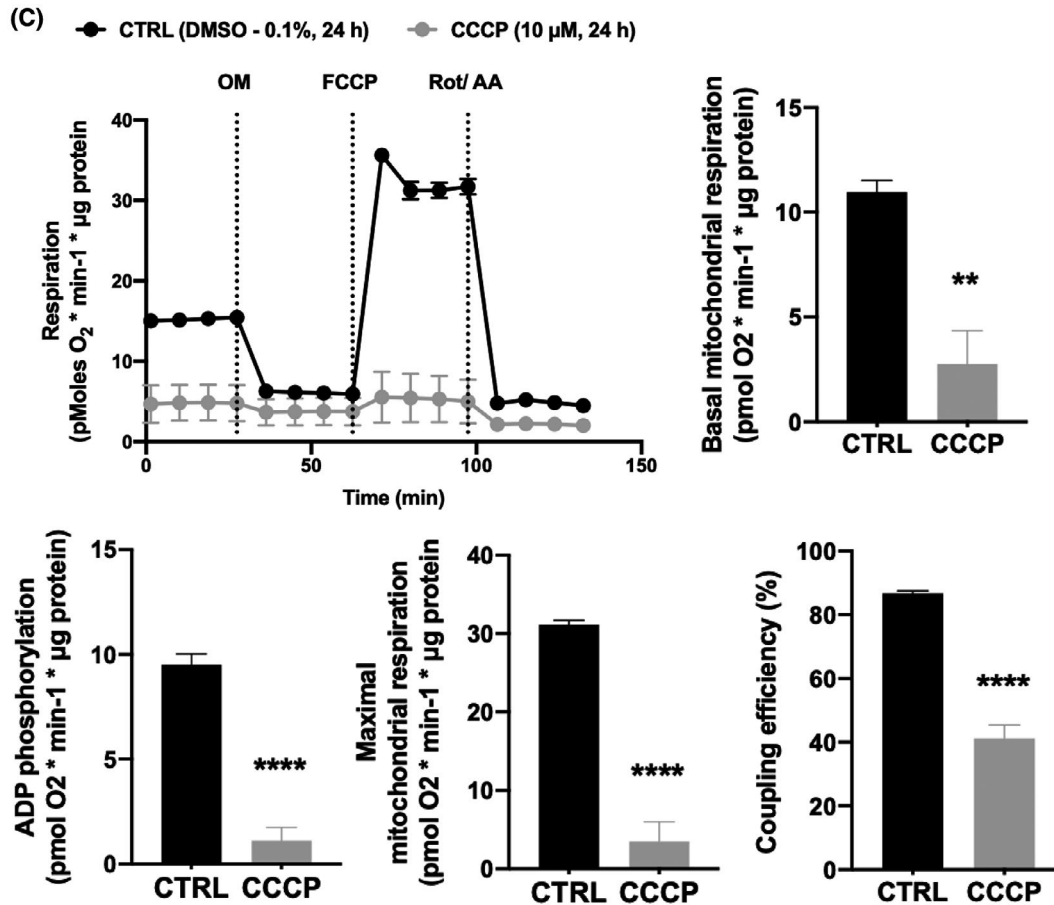 (C)
CTRL (DMSO - 0.1%, 24 h) CCCP (10 µM, 24 h)
OM FCCP Rot/ AA
Respiration
(pMoles O2 * min-1 * µg protein
40
30
20
10
0
0 50 100 150
Time (min)
Basal mitochondrial respiration
(pmol O2 * min-1 * µg protein)
15
10
5
0
**
CTRL CCCP
ADP phosphorylation
(pmol O2 * min-1 * µg protein)
15
10
5
0
****
CTRL CCCP
Maximal
mitochondrial respiration
(pmol O2 * min-1 * µg protein
40
30
20
10
0
****
CTRL CCCP
Coupling efficiency (%)
100
80
60
40
20
0
****
CTRL CCCP